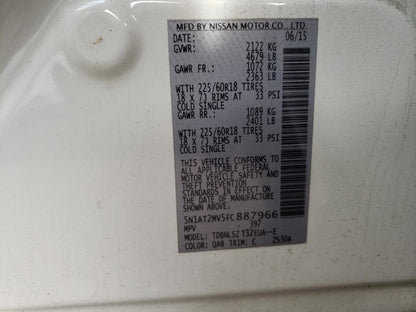 MFD BY NISSAN MOTOR CO., LTD.
DATE: 06/15
GVWR: 2122 KG
4679 LB
GAWR FR.: 1072 KG
2363 LB
WITH 225/60R18 TIRES
18 X 7J RIMS AT 33 PSI
COLD SINGLE
GAWR RR.: 1089 KG
2401 LB
WITH 225/60R18 TIRES
18 X 7J RIMS AT 33 PSI
COLD SINGLE
THIS VEHICLE CONFORMS TO
ALL APPLICABLE FEDERAL
MOTOR VEHICLE SAFETY AND
THEFT PREVENTION
STANDARDS IN EFFECT ON
THE DATE OF MANUFACTURE
SHOWN ABOVE.
5N1AT2MV5FC887966
MPV - 397
MODEL: TDBNLSZ T32EUA--E
COLOR: QAB TRIM: C ZS30A